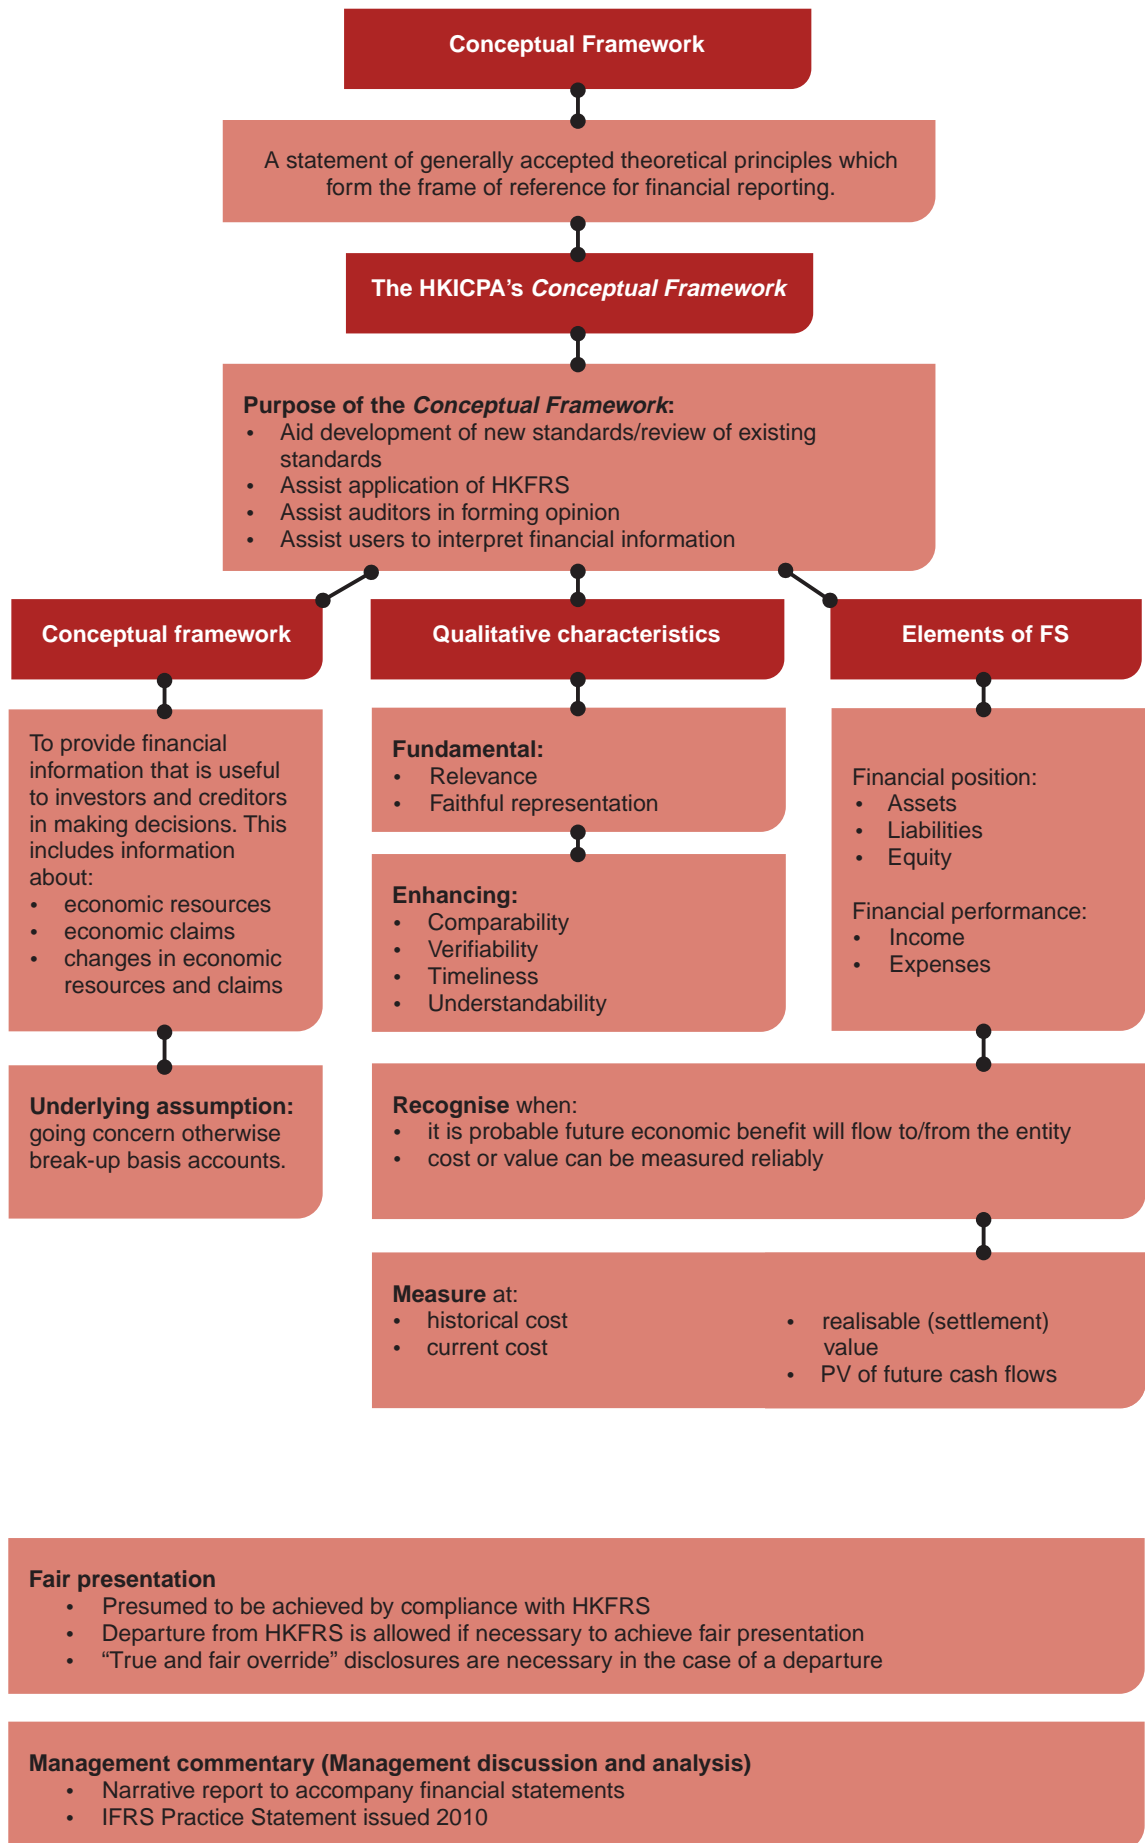 Conceptual Framework
A statement of generally accepted theoretical principles which
form the frame of reference for financial reporting.
The HKICPA's Conceptual Framework
Purpose of the Conceptual Framework:
• Aid development of new standards/review of existing
standards
• Assist application of HKFRS
• Assist auditors in forming opinion
• Assist users to interpret financial information
Conceptual framework
To provide financial
information that is useful
to investors and creditors
in making decisions. This
includes information
about:
• economic resources
• economic claims
• changes in economic
resources and claims
Underlying assumption:
going concern otherwise
break-up basis accounts.
Qualitative characteristics
Fundamental:
• Relevance
• Faithful representation
Enhancing:
• Comparability
• Verifiability
• Timeliness
• Understandability
Elements of FS
Financial position:
• Assets
• Liabilities
• Equity
Financial performance:
• Income
• Expenses
Recognise when:
• it is probable future economic benefit will flow to/from the entity
• cost or value can be measured reliably
Measure at:
• historical cost
• current cost
• realisable (settlement)
value
• PV of future cash flows
Fair presentation
• Presumed to be achieved by compliance with HKFRS
• Departure from HKFRS is allowed if necessary to achieve fair presentation
• “True and fair override” disclosures are necessary in the case of a departure
Management commentary (Management discussion and analysis)
• Narrative report to accompany financial statements
• IFRS Practice Statement issued 2010